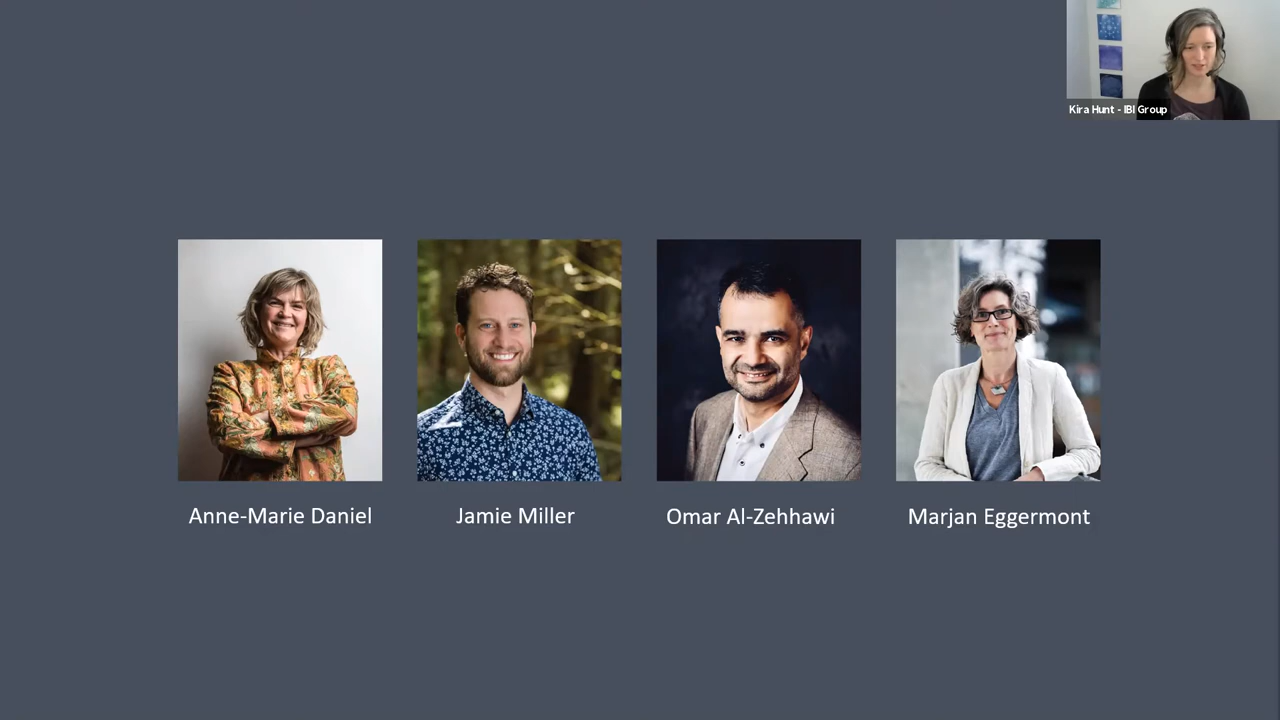 Kira Hunt - IBI Group
Anne-Marie Daniel
Jamie Miller
Omar Al-Zehhawi
Marjan Eggermont